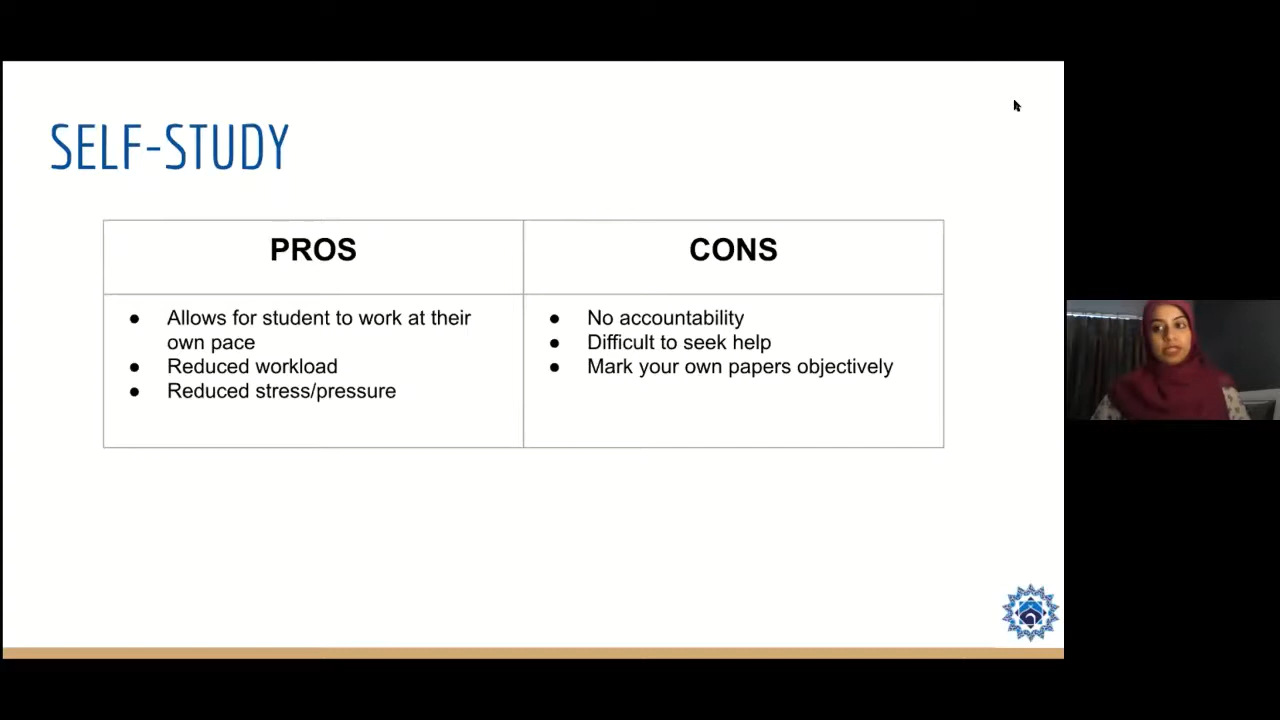 SELF-STUDY
PROS
CONS
● Allows for student to work at their
own pace
● Reduced workload
● Reduced stress/pressure
● No accountability
● Difficult to seek help
● Mark your own papers objectively